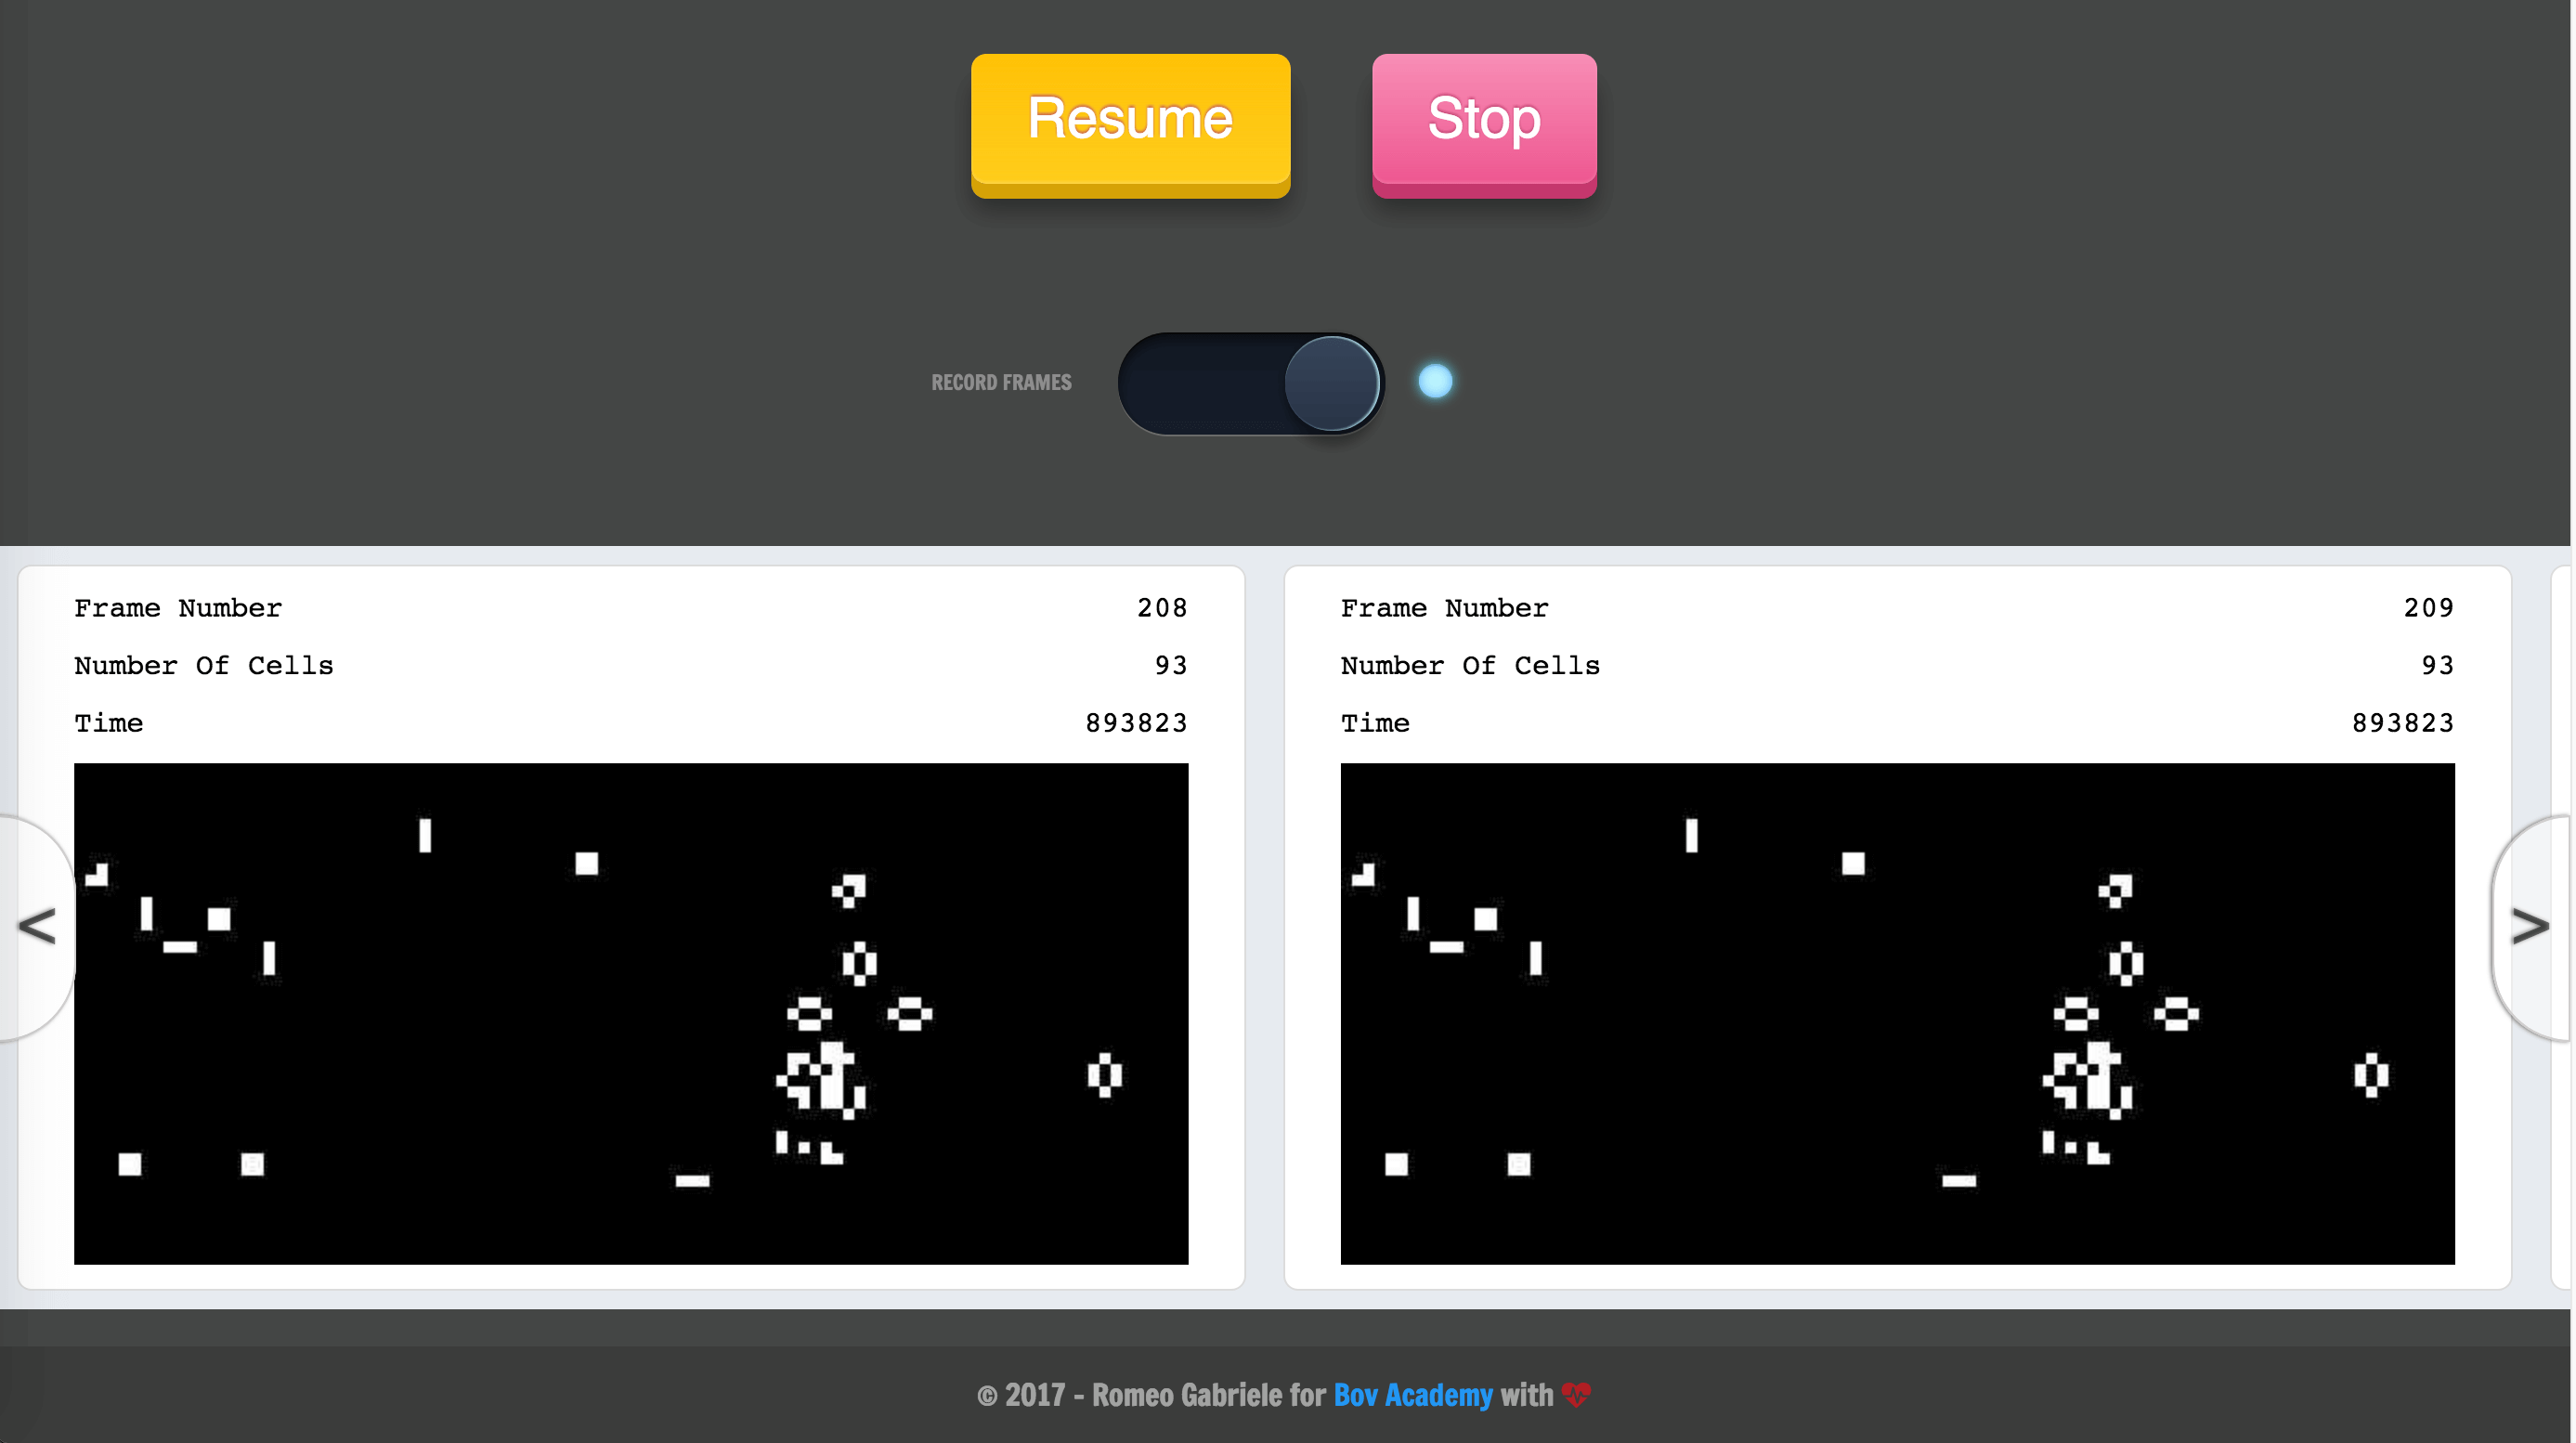 Resume
Stop
RECORD FRAMES
Frame Number 208
Number Of Cells 93
Time 893823
Frame Number 209
Number Of Cells 93
Time 893823
<
>
© 2017 - Romeo Gabriele for Bov Academy with